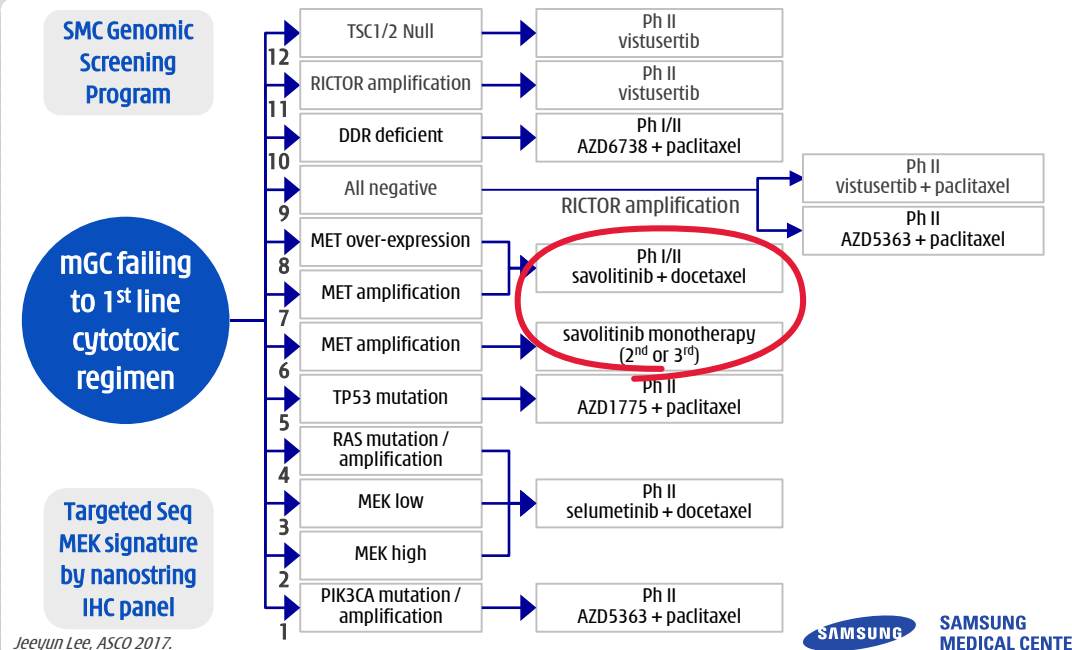 SMC Genomic
Screening
Program
mGC failing
to 1st line
cytotoxic
regimen
Targeted Seq
MEK signature
by nanostring
IHC panel
12
TSC1/2 Null
Ph II
vistusertib
11
RICTOR amplification
Ph II
vistusertib
10
DDR deficient
Ph I/II
AZD6738 + paclitaxel
9
All negative
RICTOR amplification
Ph II
vistusertib + paclitaxel
Ph II
AZD5363 + paclitaxel
8
MET over-expression
Ph I/II
savolitinib + docetaxel
7
MET amplification
6
MET amplification
savolitinib monotherapy
(2nd or 3rd)
5
TP53 mutation
Ph II
AZD1775 + paclitaxel
4
RAS mutation /
amplification
3
MEK low
Ph II
selumetinib + docetaxel
2
MEK high
1
PIK3CA mutation /
amplification
Ph II
AZD5363 + paclitaxel
Jeeyun Lee, ASCO 2017.
SAMSUNG
SAMSUNG
MEDICAL CENTE